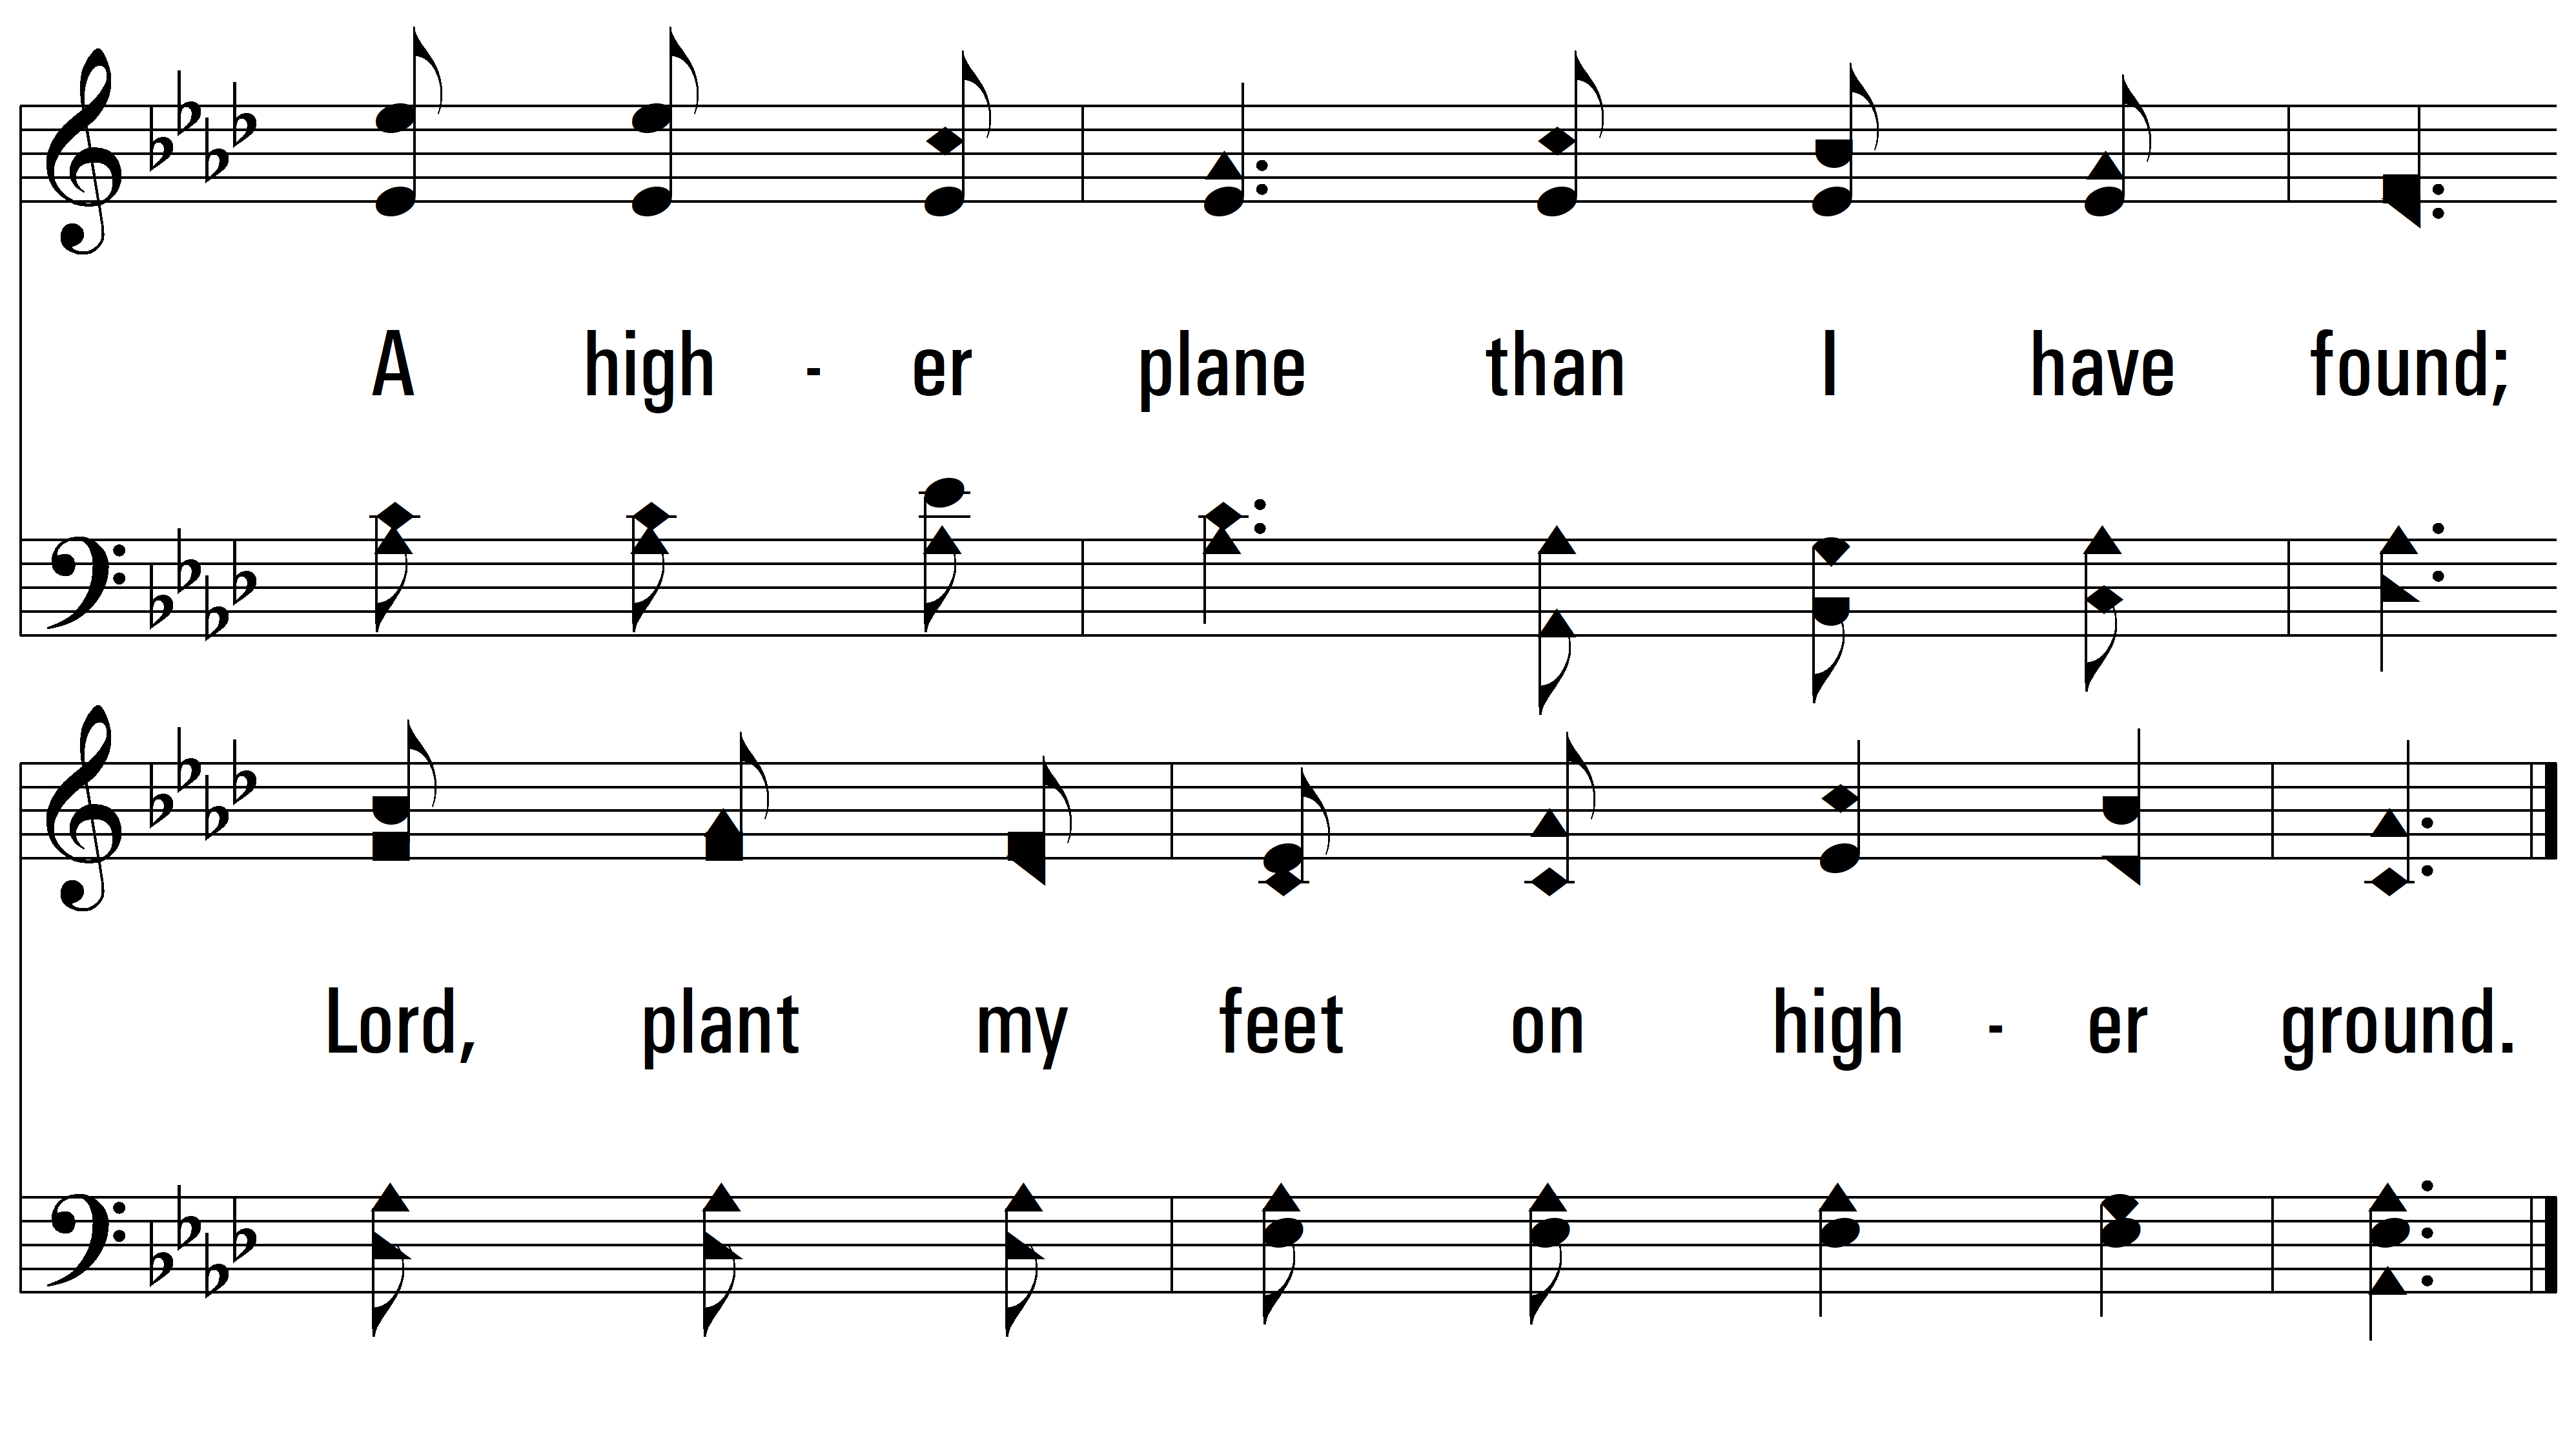 A high - er plane than I have found;
Lord, plant my feet on high - er ground.